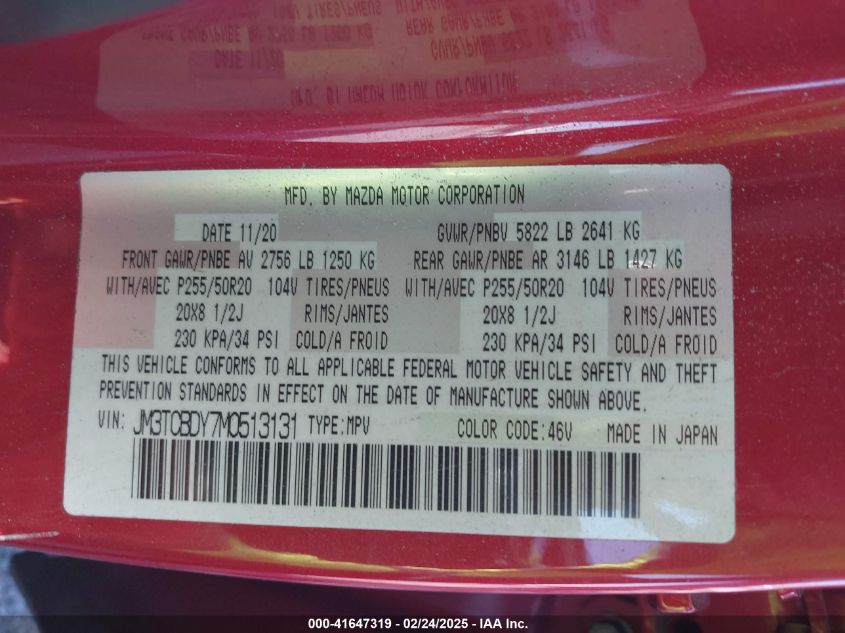 MFD. BY MAZDA MOTOR CORPORATION
DATE 11/20 GVWR/PNBV 5822 LB 2641 KG
FRONT GAWR/PNBE AV 2756 LB 1250 KG REAR GAWR/PNBE AR 3146 LB 1427 KG
WITH/AVEC P255/50R20 104V TIRES/PNEUS WITH/AVEC P255/50R20 104V TIRES/PNEUS
20X8 1/2J RIMS/JANTES 20X8 1/2J RIMS/JANTES
230 KPA/34 PSI COLD/A FROID 230 KPA/34 PSI COLD/A FROID
THIS VEHICLE CONFORMS TO ALL APPLICABLE FEDERAL MOTOR VEHICLE SAFETY AND THEFT
PREVENTION STANDARDS IN EFFECT ON THE DATE OF MANUFACTURE SHOWN ABOVE.
VIN: JM3TCBDY7M0513131 TYPE:MPV COLOR CODE:46V MADE IN JAPAN
000-41647319 - 02/24/2025 - IAA Inc.